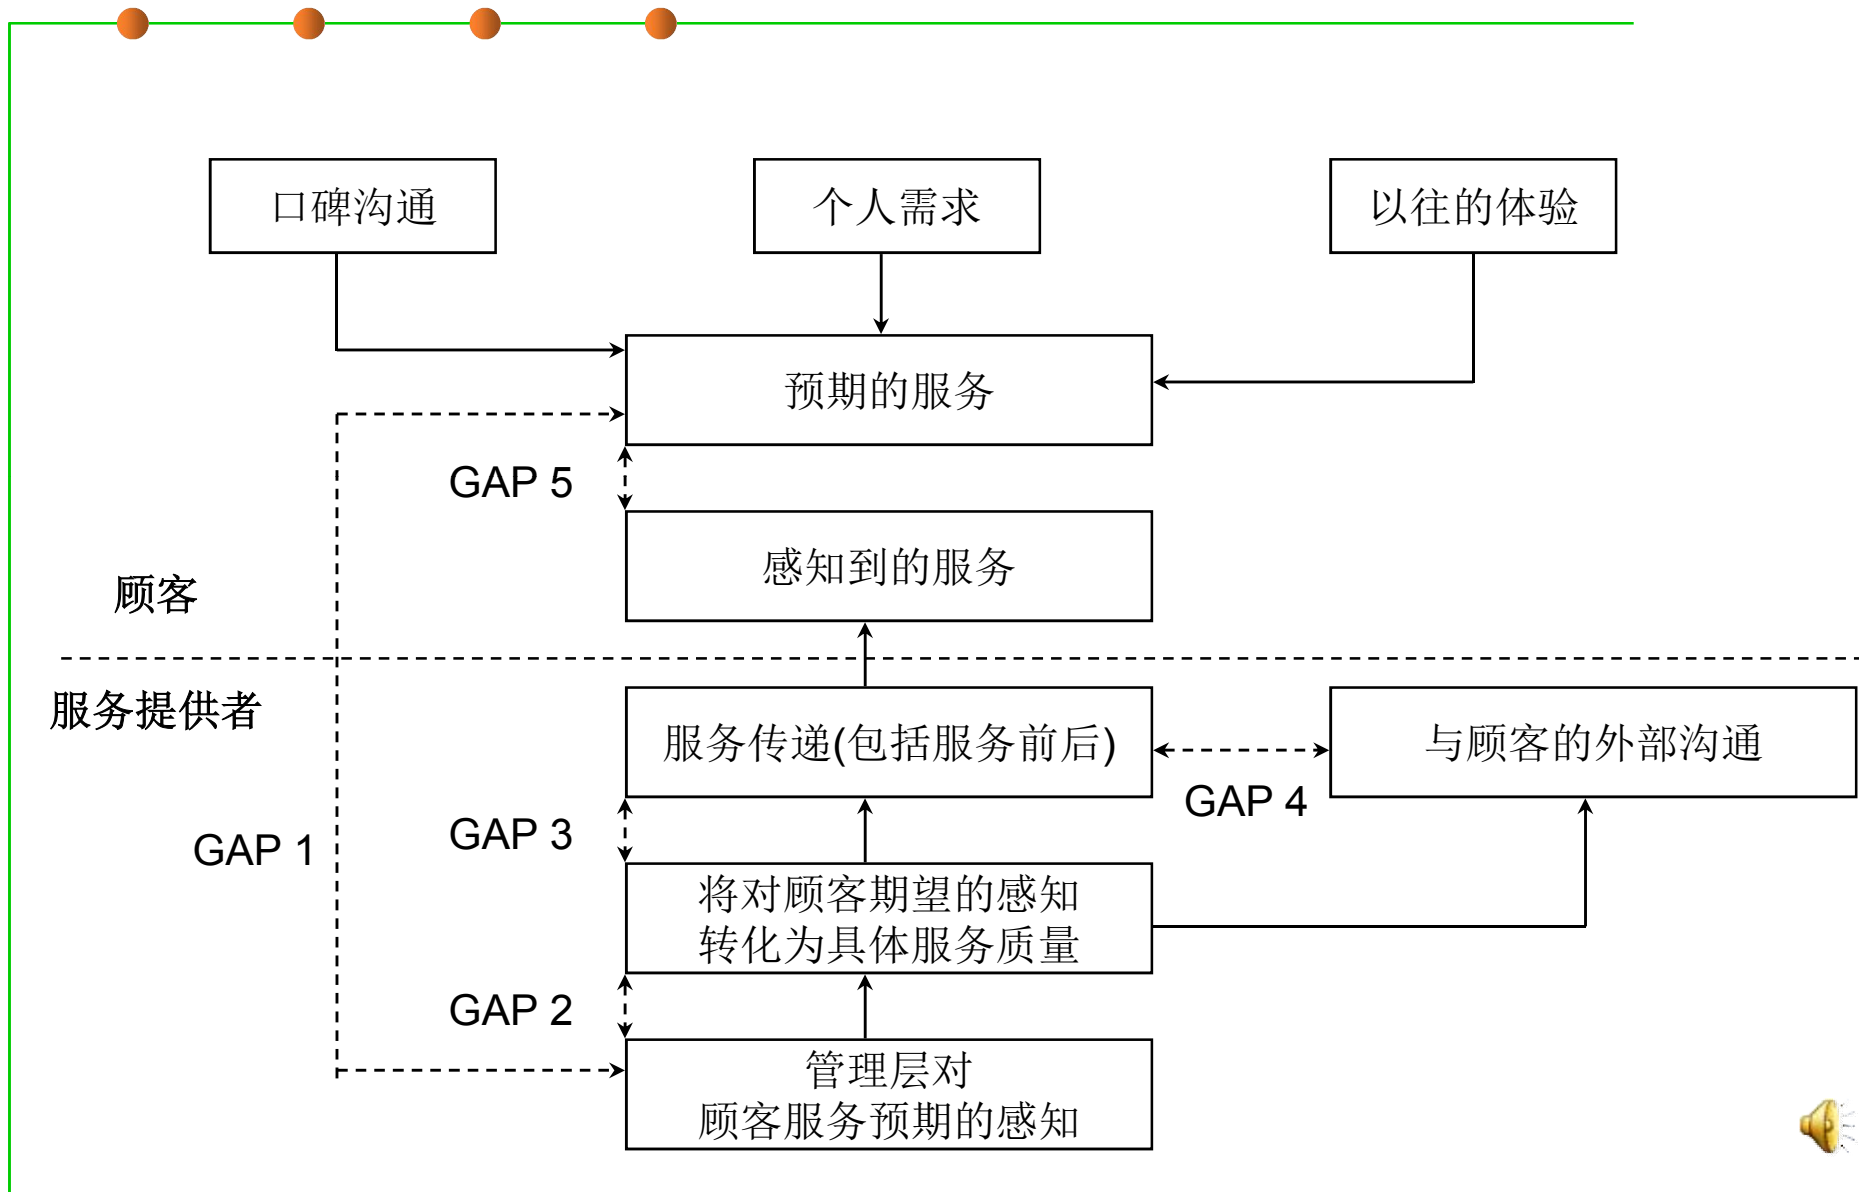 口碑沟通
个人需求
以往的体验
预期的服务
GAP 5
感知到的服务
顾客
服务提供者
服务传递(包括服务前后)
与顾客的外部沟通
GAP 4
GAP 3
GAP 1
将对顾客期望的感知
转化为具体服务质量
GAP 2
管理层对
顾客服务预期的感知